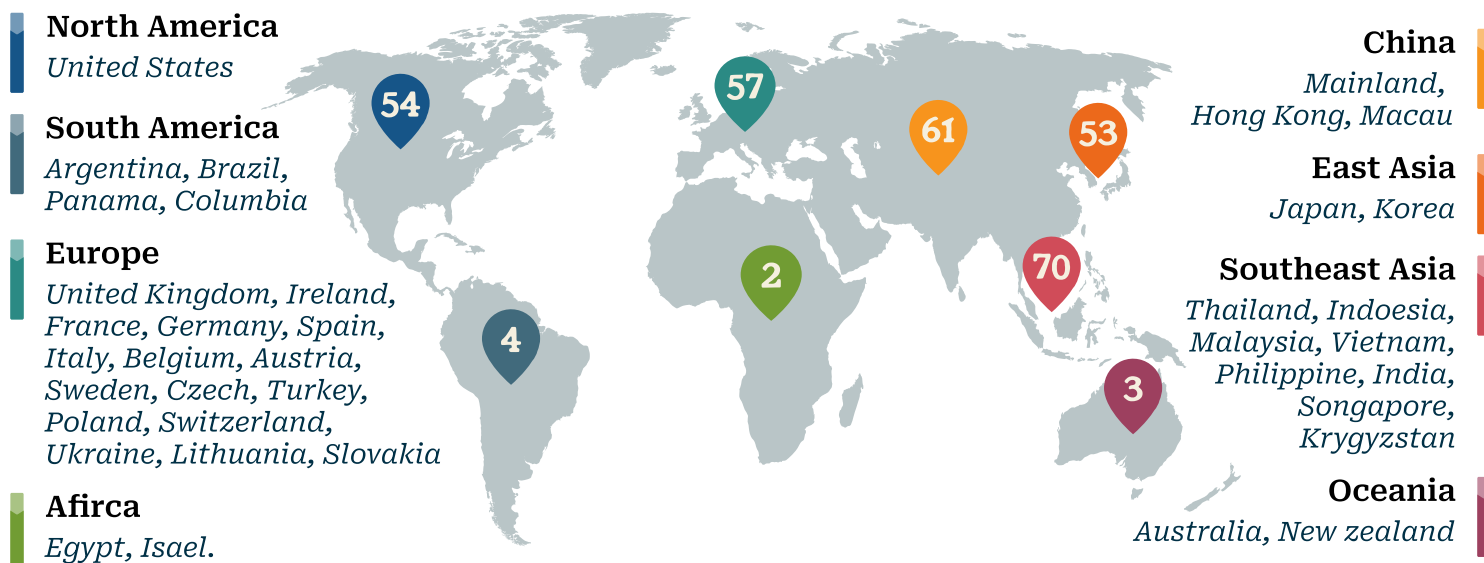 North America
United States
South America
Argentina, Brazil,
Panama, Columbia
Europe
United Kingdom, Ireland,
France, Germany, Spain,
Italy, Belgium, Austria,
Sweden, Czech, Turkey,
Poland, Switzerland,
Ukraine, Lithuania, Slovakia
Afirca
Egypt, Isael.
54
57
61
53
2
70
4
3
China
Mainland,
Hong Kong, Macau
East Asia
Japan, Korea
Southeast Asia
Thailand, Indoesia,
Malaysia, Vietnam,
Philippine, India,
Songapore,
Krygyzstan
Oceania
Australia, New zealand